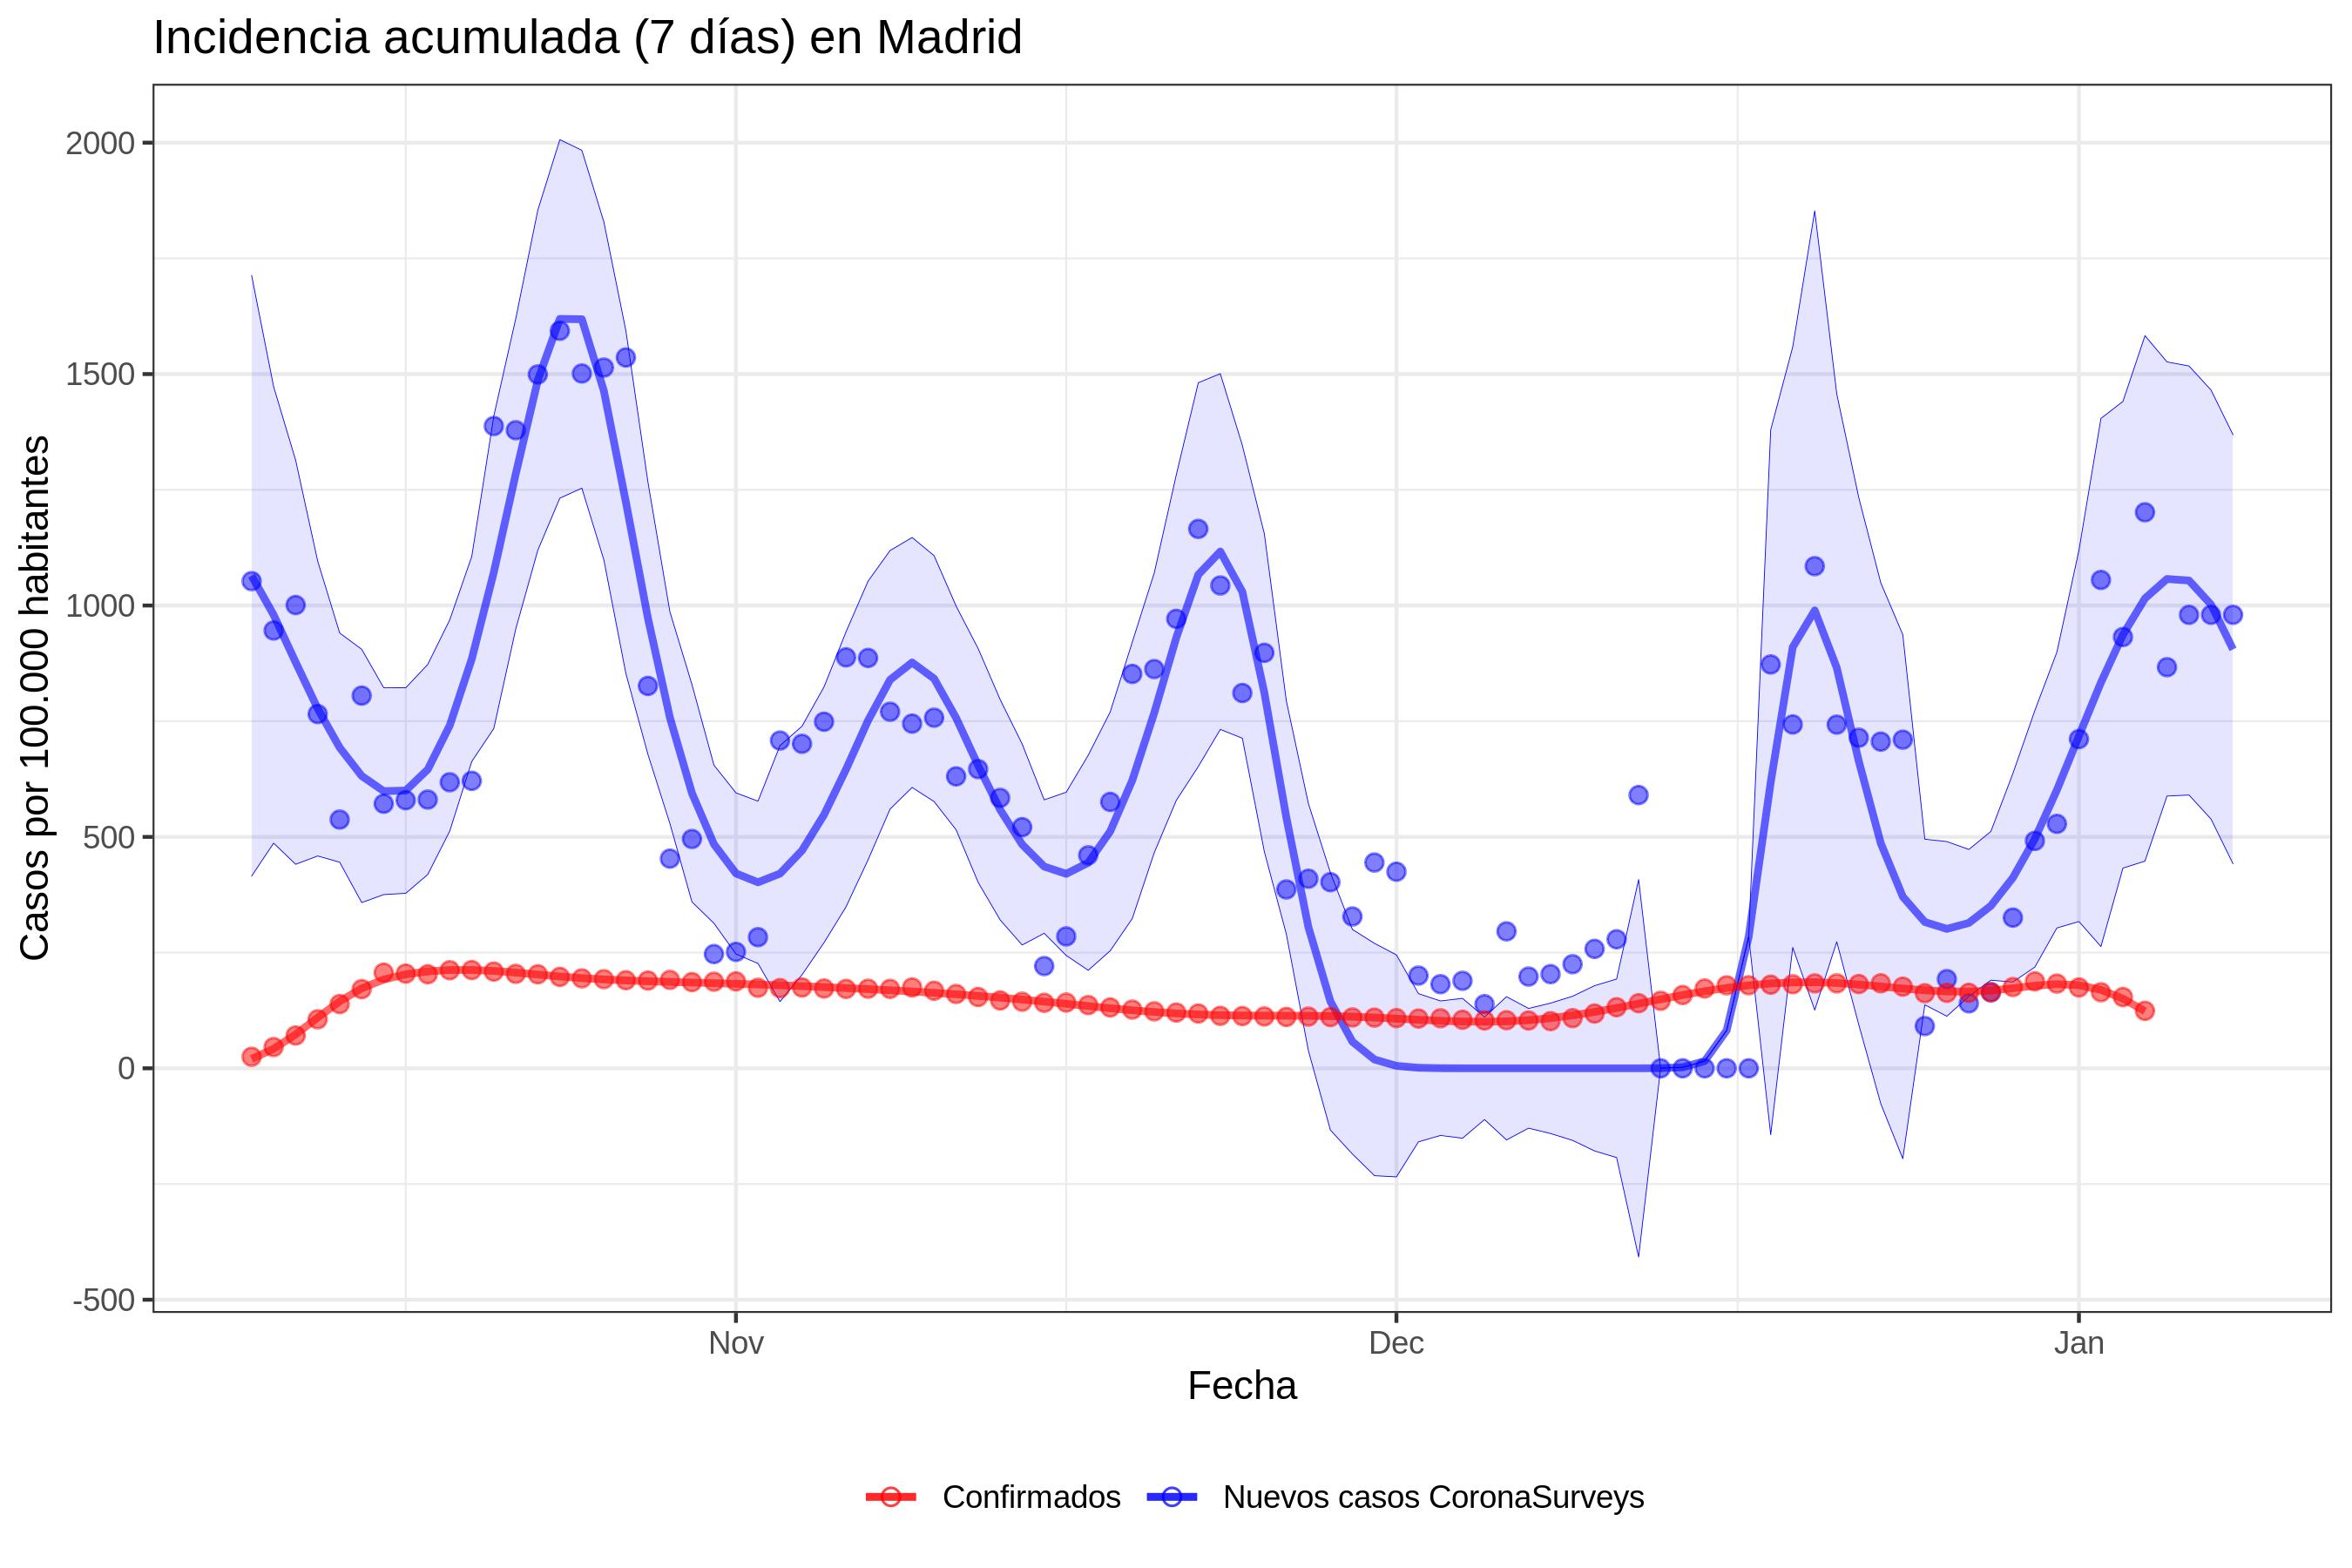 Incidencia acumulada (7 días) en Madrid
Casos por 100.000 habitantes
2000
1500
1000
500
0
-500
Nov Dec Jan
Fecha
Confirmados Nuevos casos CoronaSurveys